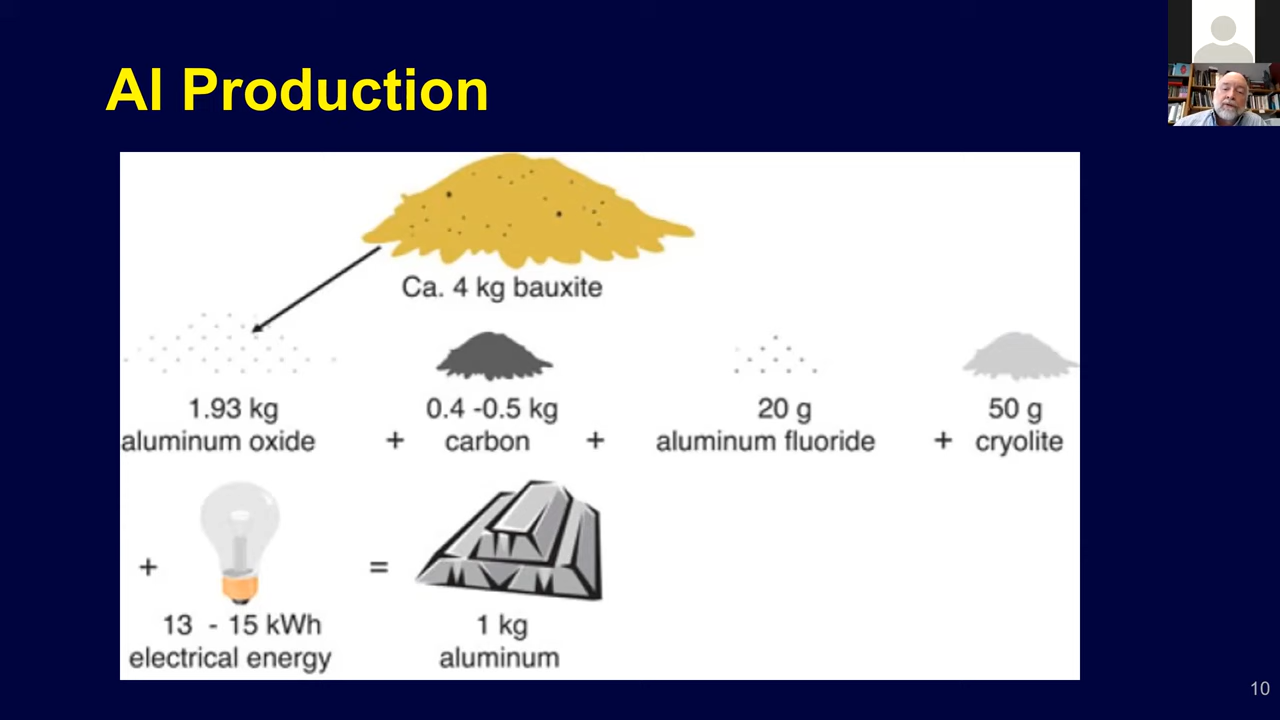 Al Production
Ca. 4 kg bauxite
1.93 kg
aluminum oxide
+
0.4 -0.5 kg
carbon
+
20 g
aluminum fluoride
+
50 g
cryolite
+
13 - 15 kWh
electrical energy
=
1 kg
aluminum
10